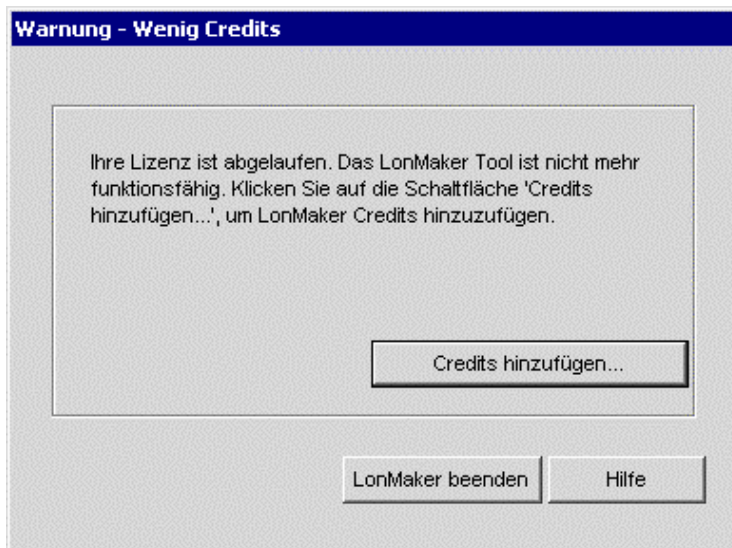 Warnung - Wenig Credits
Ihre Lizenz ist abgelaufen. Das LonMaker Tool ist nicht mehr
funktionsfähig. Klicken Sie auf die Schaltfläche 'Credits
hinzufügen...', um LonMaker Credits hinzuzufügen.
Credits hinzufügen...
LonMaker beenden
Hilfe